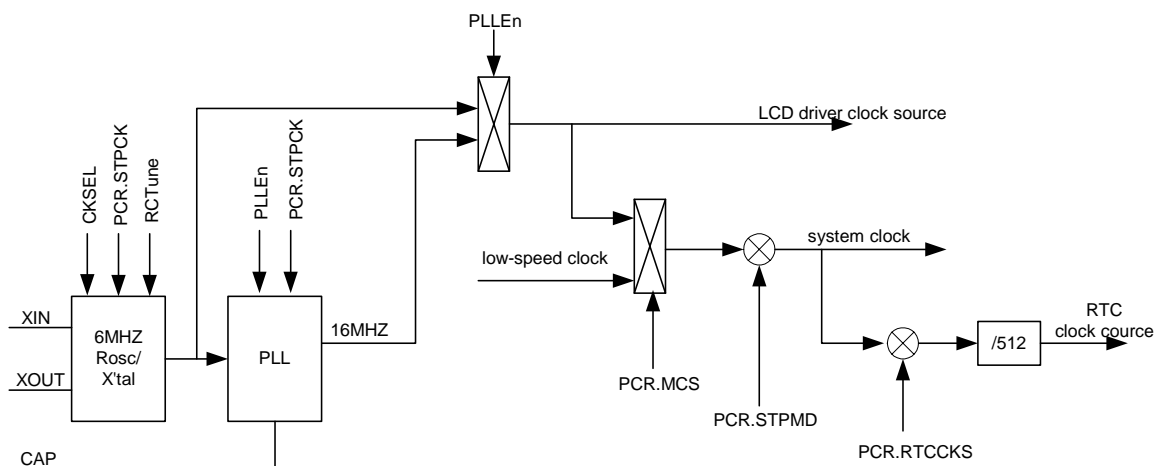 PLLEn
LCD driver clock source
CKSEL
PCR.STPCK
RCTune
PLLEn
PCR.STPCK
low-speed clock
system clock
XIN
XOUT
6MHZ
Rosc/
X'tal
PLL
16MHZ
RTC
clock cource
/512
PCR.MCS
PCR.STPMD
PCR.RTCCKS
CAP